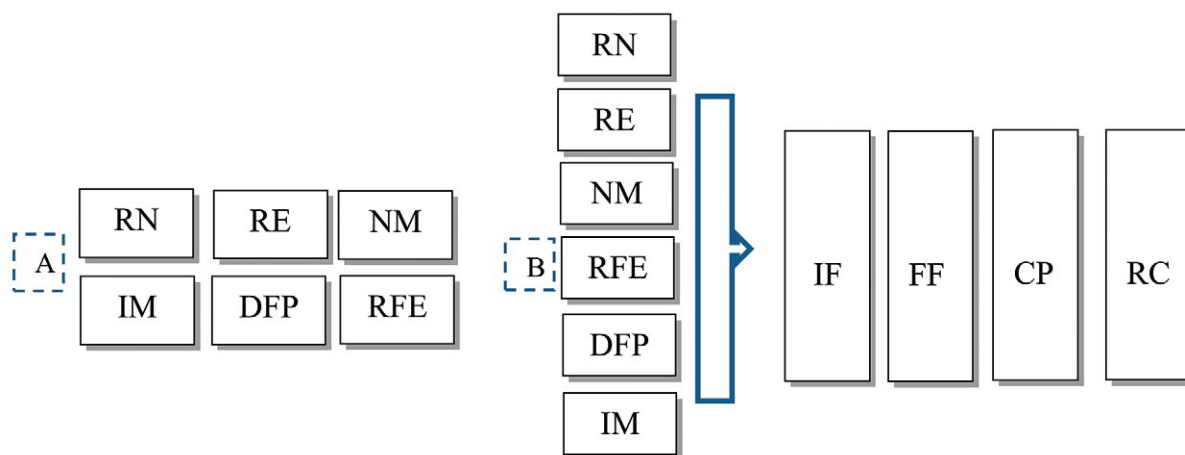 A
RN RE NM
IM DFP RFE
B
RN
RE
NM
RFE
DFP
IM
IF FF CP RC